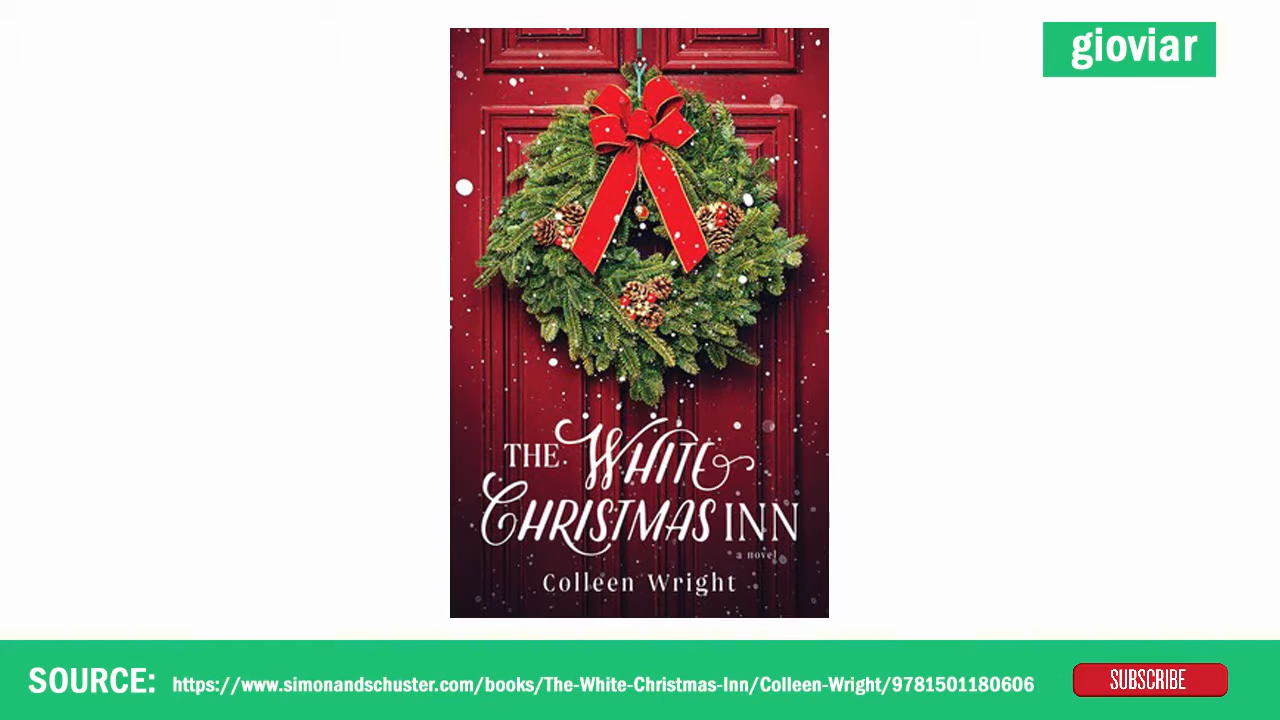 gioviar
THE WHITE
CHRISTMAS INN
a novel
Colleen Wright
SOURCE: https://www.simonandschuster.com/books/The-White-Christmas-Inn/Colleen-Wright/9781501180606
SUBSCRIBE